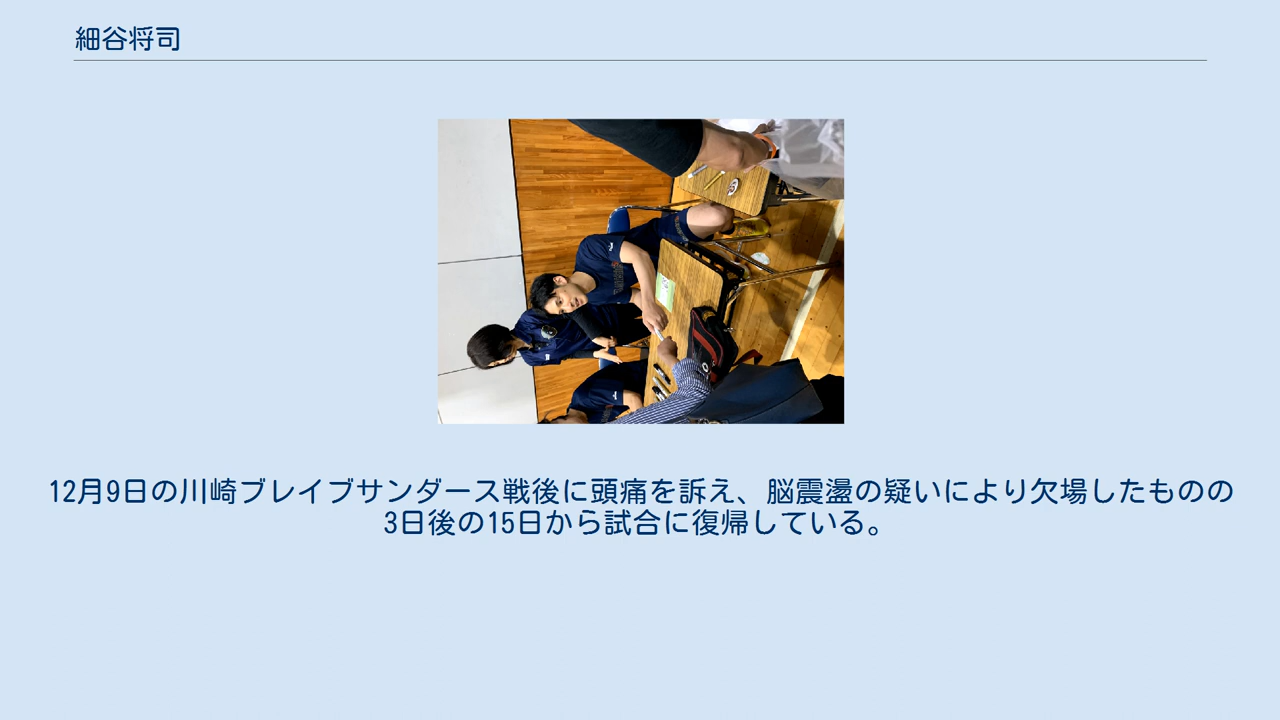 細谷将司
12月9日の川崎ブレイブサンダース戦後に頭痛を訴え、脳震盪の疑いにより欠場したものの
3日後の15日から試合に復帰している。